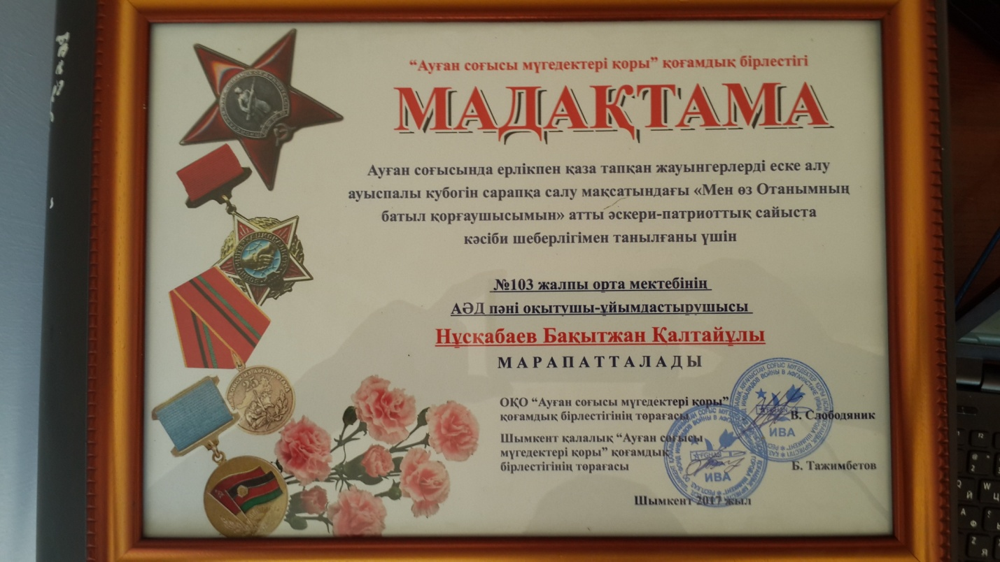 “Ауған соғысы мүгедектері қоры” қоғамдық бірлестігі
МАДАҚТАМА
Ауған соғысында ерлікпен қаза тапқан жауынгерлерді еске алу
ауыспалы кубогін сарапқа салу мақсатындағы «Мен өз Отанымның
батыл қорғаушысымын» атты әскери-патриоттық сайыста
кәсіби шеберлігімен танылғаны үшін
№103 жалпы орта мектебінің
АӘД пәні оқытушы-ұйымдастырушысы
Нұсқабаев Бақытжан Қалтайұлы
МАРАПАТТАЛАДЫ
ОҚО “Ауған соғысы мүгедектері қоры”
қоғамдық бірлестігінің төрағасы
В. Слободяник
Шымкент қалалық “Ауған соғысы
мүгедектері қоры” қоғамдық
бірлестігінің төрағасы
Б. Тажимбетов
ИВА
ИВА
Шымкент 2017 жыл